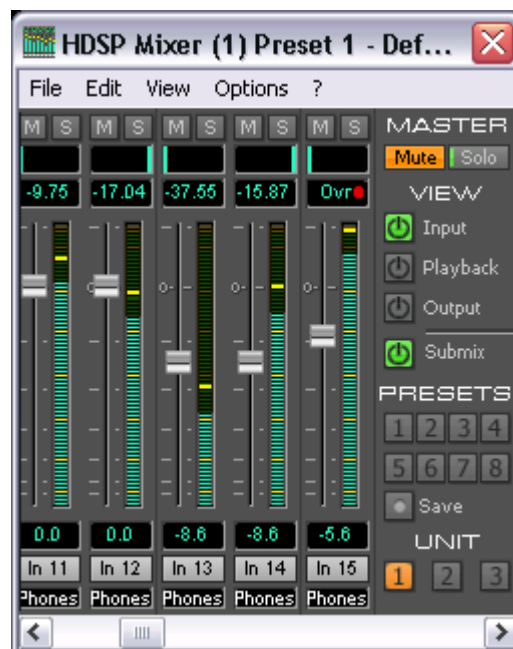 HDSP Mixer (1) Preset 1 - Def...
File Edit View Options ?
M S M S M S M S M S MASTER
Mute Solo
-9.75 -17.04 -37.55 -15.87 Ovr VIEW
Input
Playback
0- 0- 0-
Output
Submix
PRESETS
1 2 3 4
5 6 7 8
Save
0.0 0.0 -8.6 -8.6 -5.6 UNIT
In 11 In 12 In 13 In 14 In 15 1 2 3
Phones Phones Phones Phones Phones